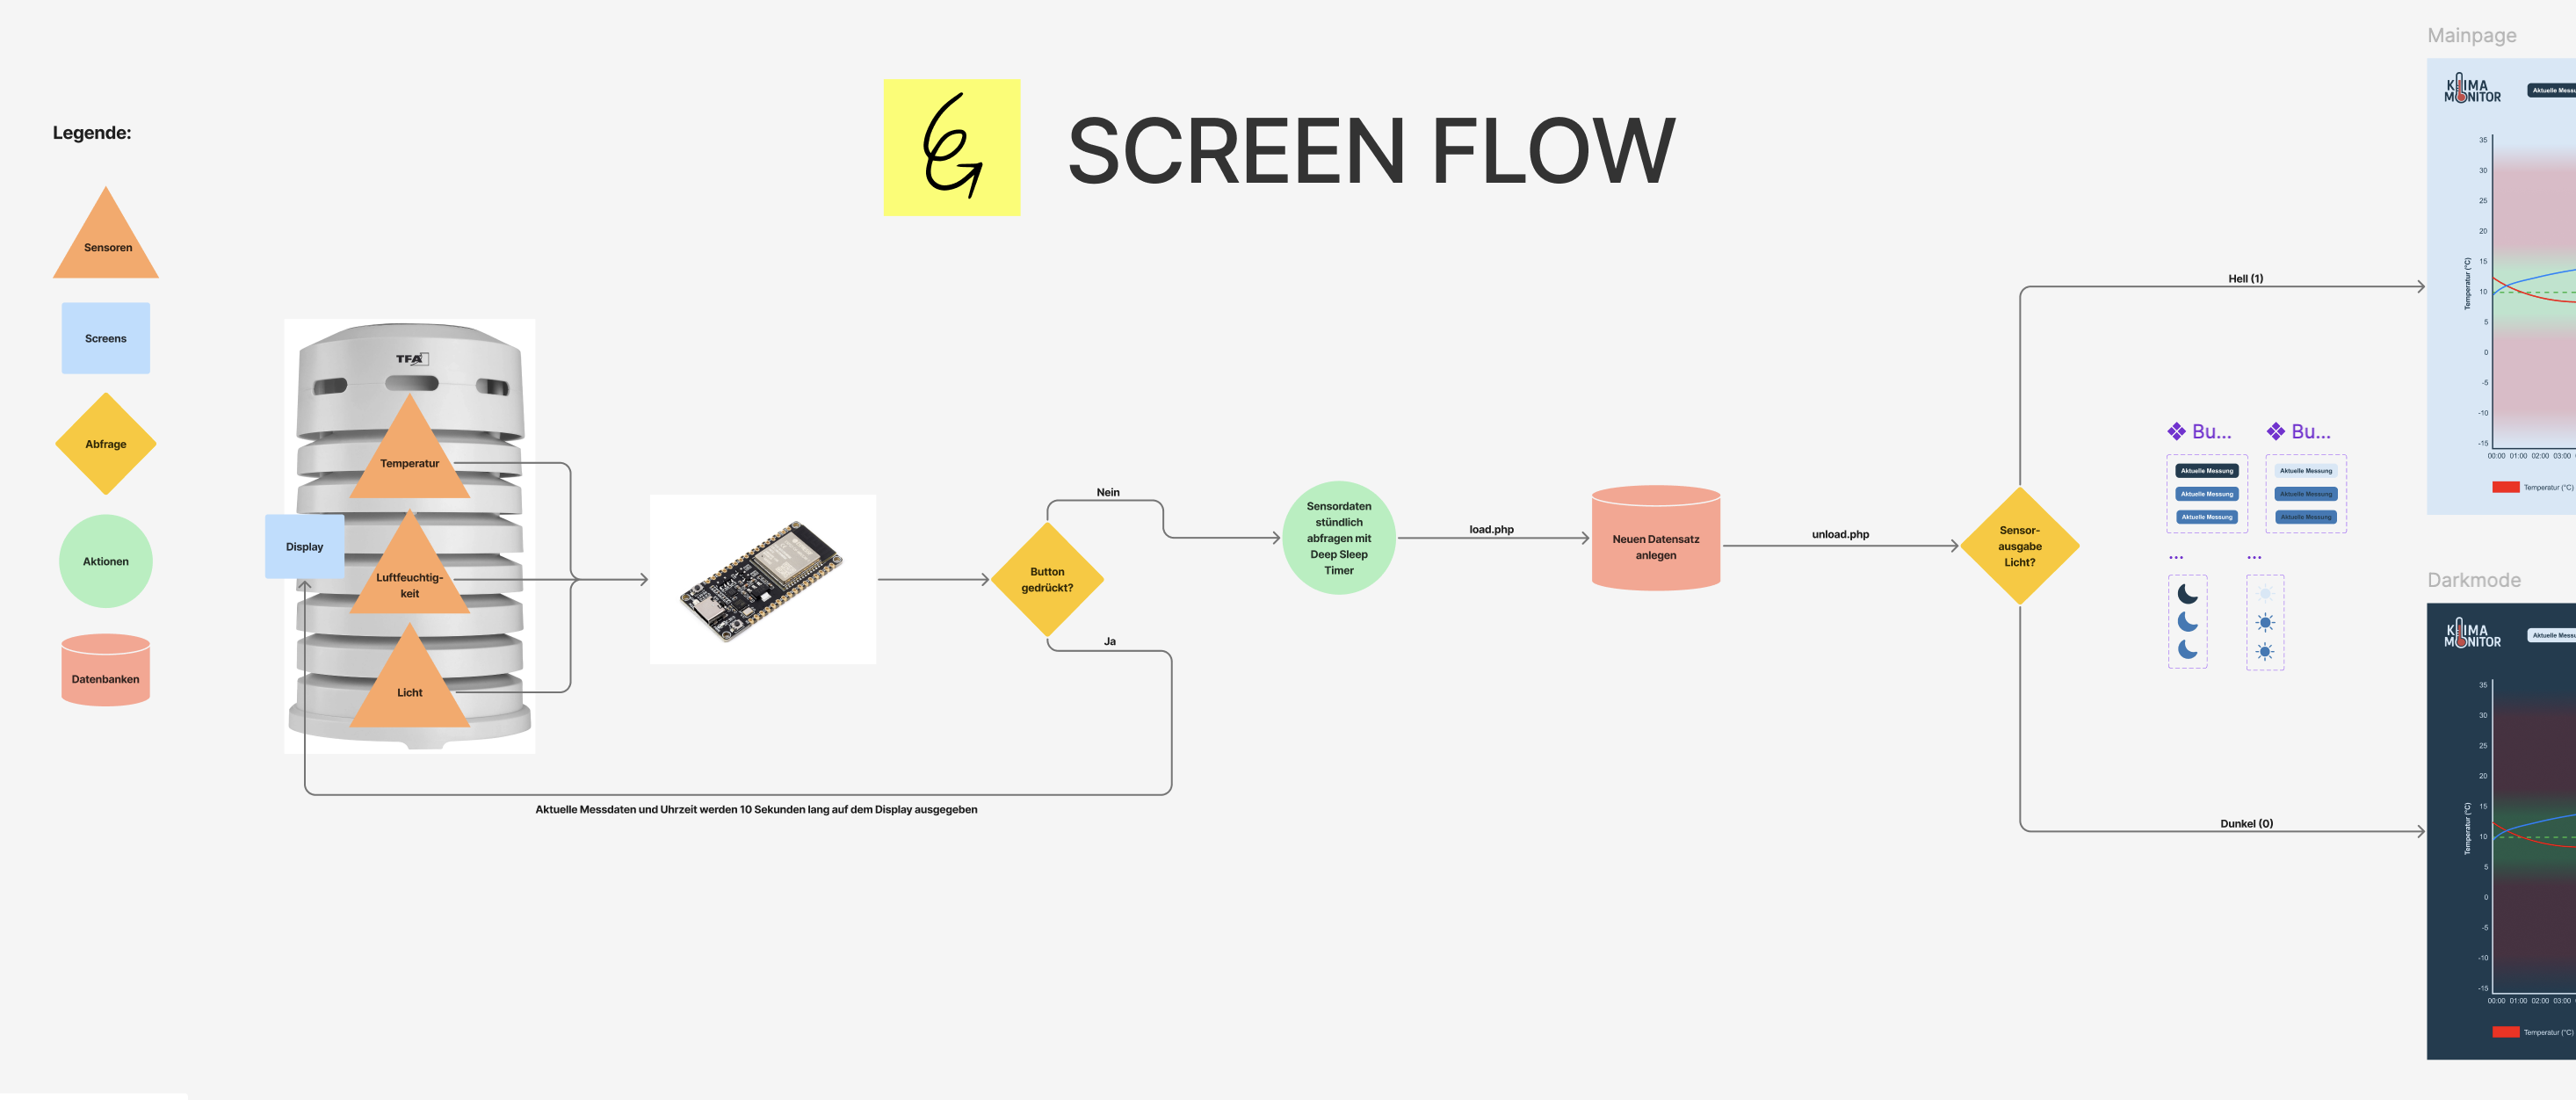 SCREEN FLOW
Legende:
Sensoren
Screens
Abfrage
Aktionen
Datenbanken
TFA
Temperatur
Display
Luftfeuchtig-
keit
Licht
Button
gedrückt?
Nein
Ja
Aktuelle Messdaten und Uhrzeit werden 10 Sekunden lang auf dem Display ausgegeben
Sensordaten
stündlich
abfragen mit
Deep Sleep
Timer
load.php
Neuen Datensatz
anlegen
unload.php
Sensor-
ausgabe
Licht?
Hell (1)
Dunkel (0)
Bu...
Bu...
Aktuelle Messung
Aktuelle Messung
Aktuelle Messung
Aktuelle Messung
Aktuelle Messung
Aktuelle Messung
...
...
Mainpage
KLIMA
MONITOR
Aktuelle Messu
35
30
25
20
15
10
5
0
-5
-10
-15
Temperatur (°C)
00:00 01:00 02:00 03:00
Temperatur (°C)
Darkmode
KLIMA
MONITOR
Aktuelle Messu
35
30
25
20
15
10
5
0
-5
-10
-15
Temperatur (°C)
00:00 01:00 02:00 03:00
Temperatur (°C)